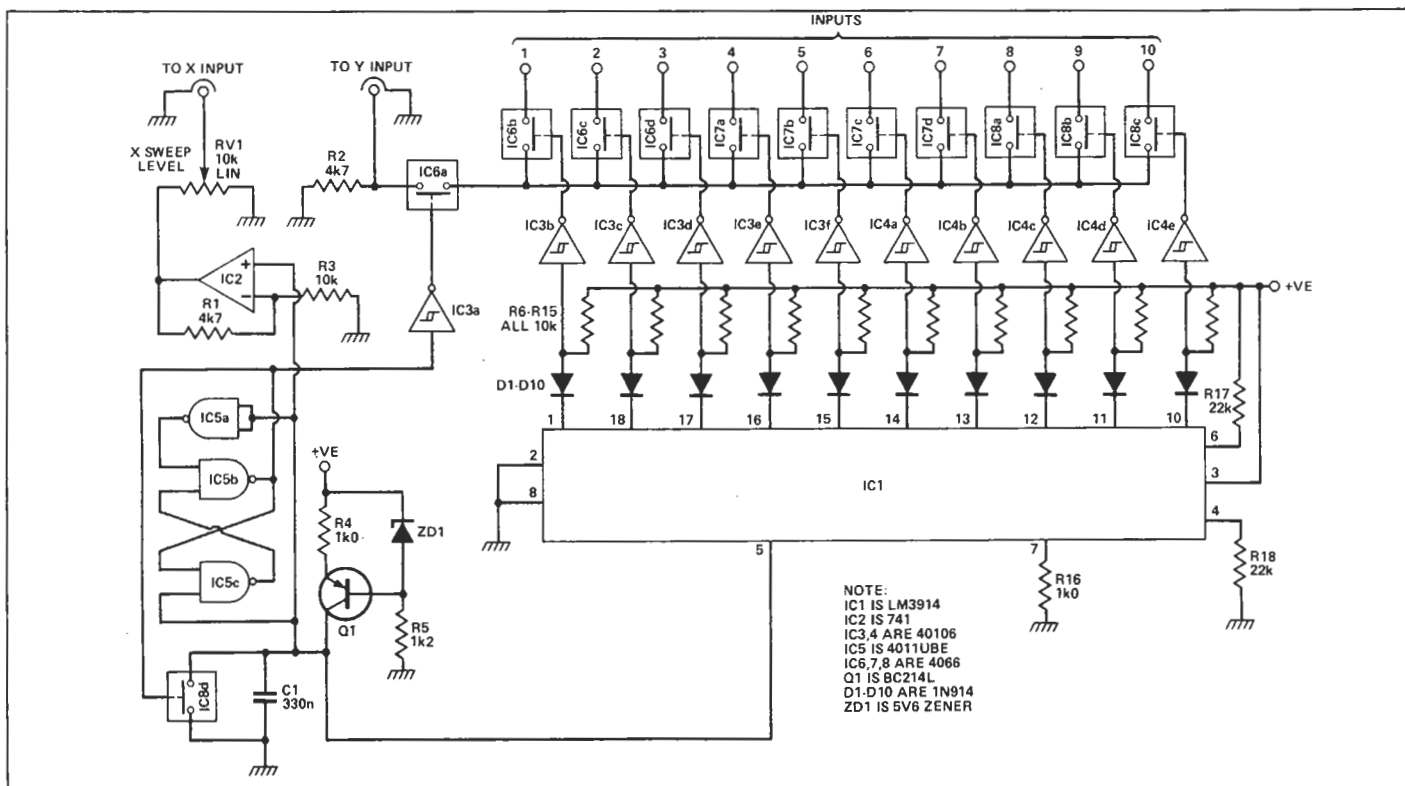 INPUTS
1 2 3 4 5 6 7 8 9 10
TO X INPUT
TO Y INPUT
IC6b IC6c IC6d IC7a IC7b IC7c IC7d IC8a IC8b IC8c
X SWEEP
LEVEL
RV1
10k
LIN
R2
4k7
IC6a
IC3b IC3c IC3d IC3e IC3f IC4a IC4b IC4c IC4d IC4e
IC2
+
−
R3
10k
R1
4k7
IC3a
+VE
R6-R15
ALL 10k
D1-D10
R17
22k
IC5a
1 18 17 16 15 14 13 12 11 10
IC5b
+VE
2
8
IC1
6
3
4
R4
1k0
ZD1
IC5c
5
7
R18
22k
Q1
R5
1k2
R16
1k0
IC8d
C1
330n
NOTE:
IC1 IS LM3914
IC2 IS 741
IC3,4 ARE 40106
IC5 IS 4011UBE
IC6,7,8 ARE 4066
Q1 IS BC214L
D1-D10 ARE 1N914
ZD1 IS 5V6 ZENER